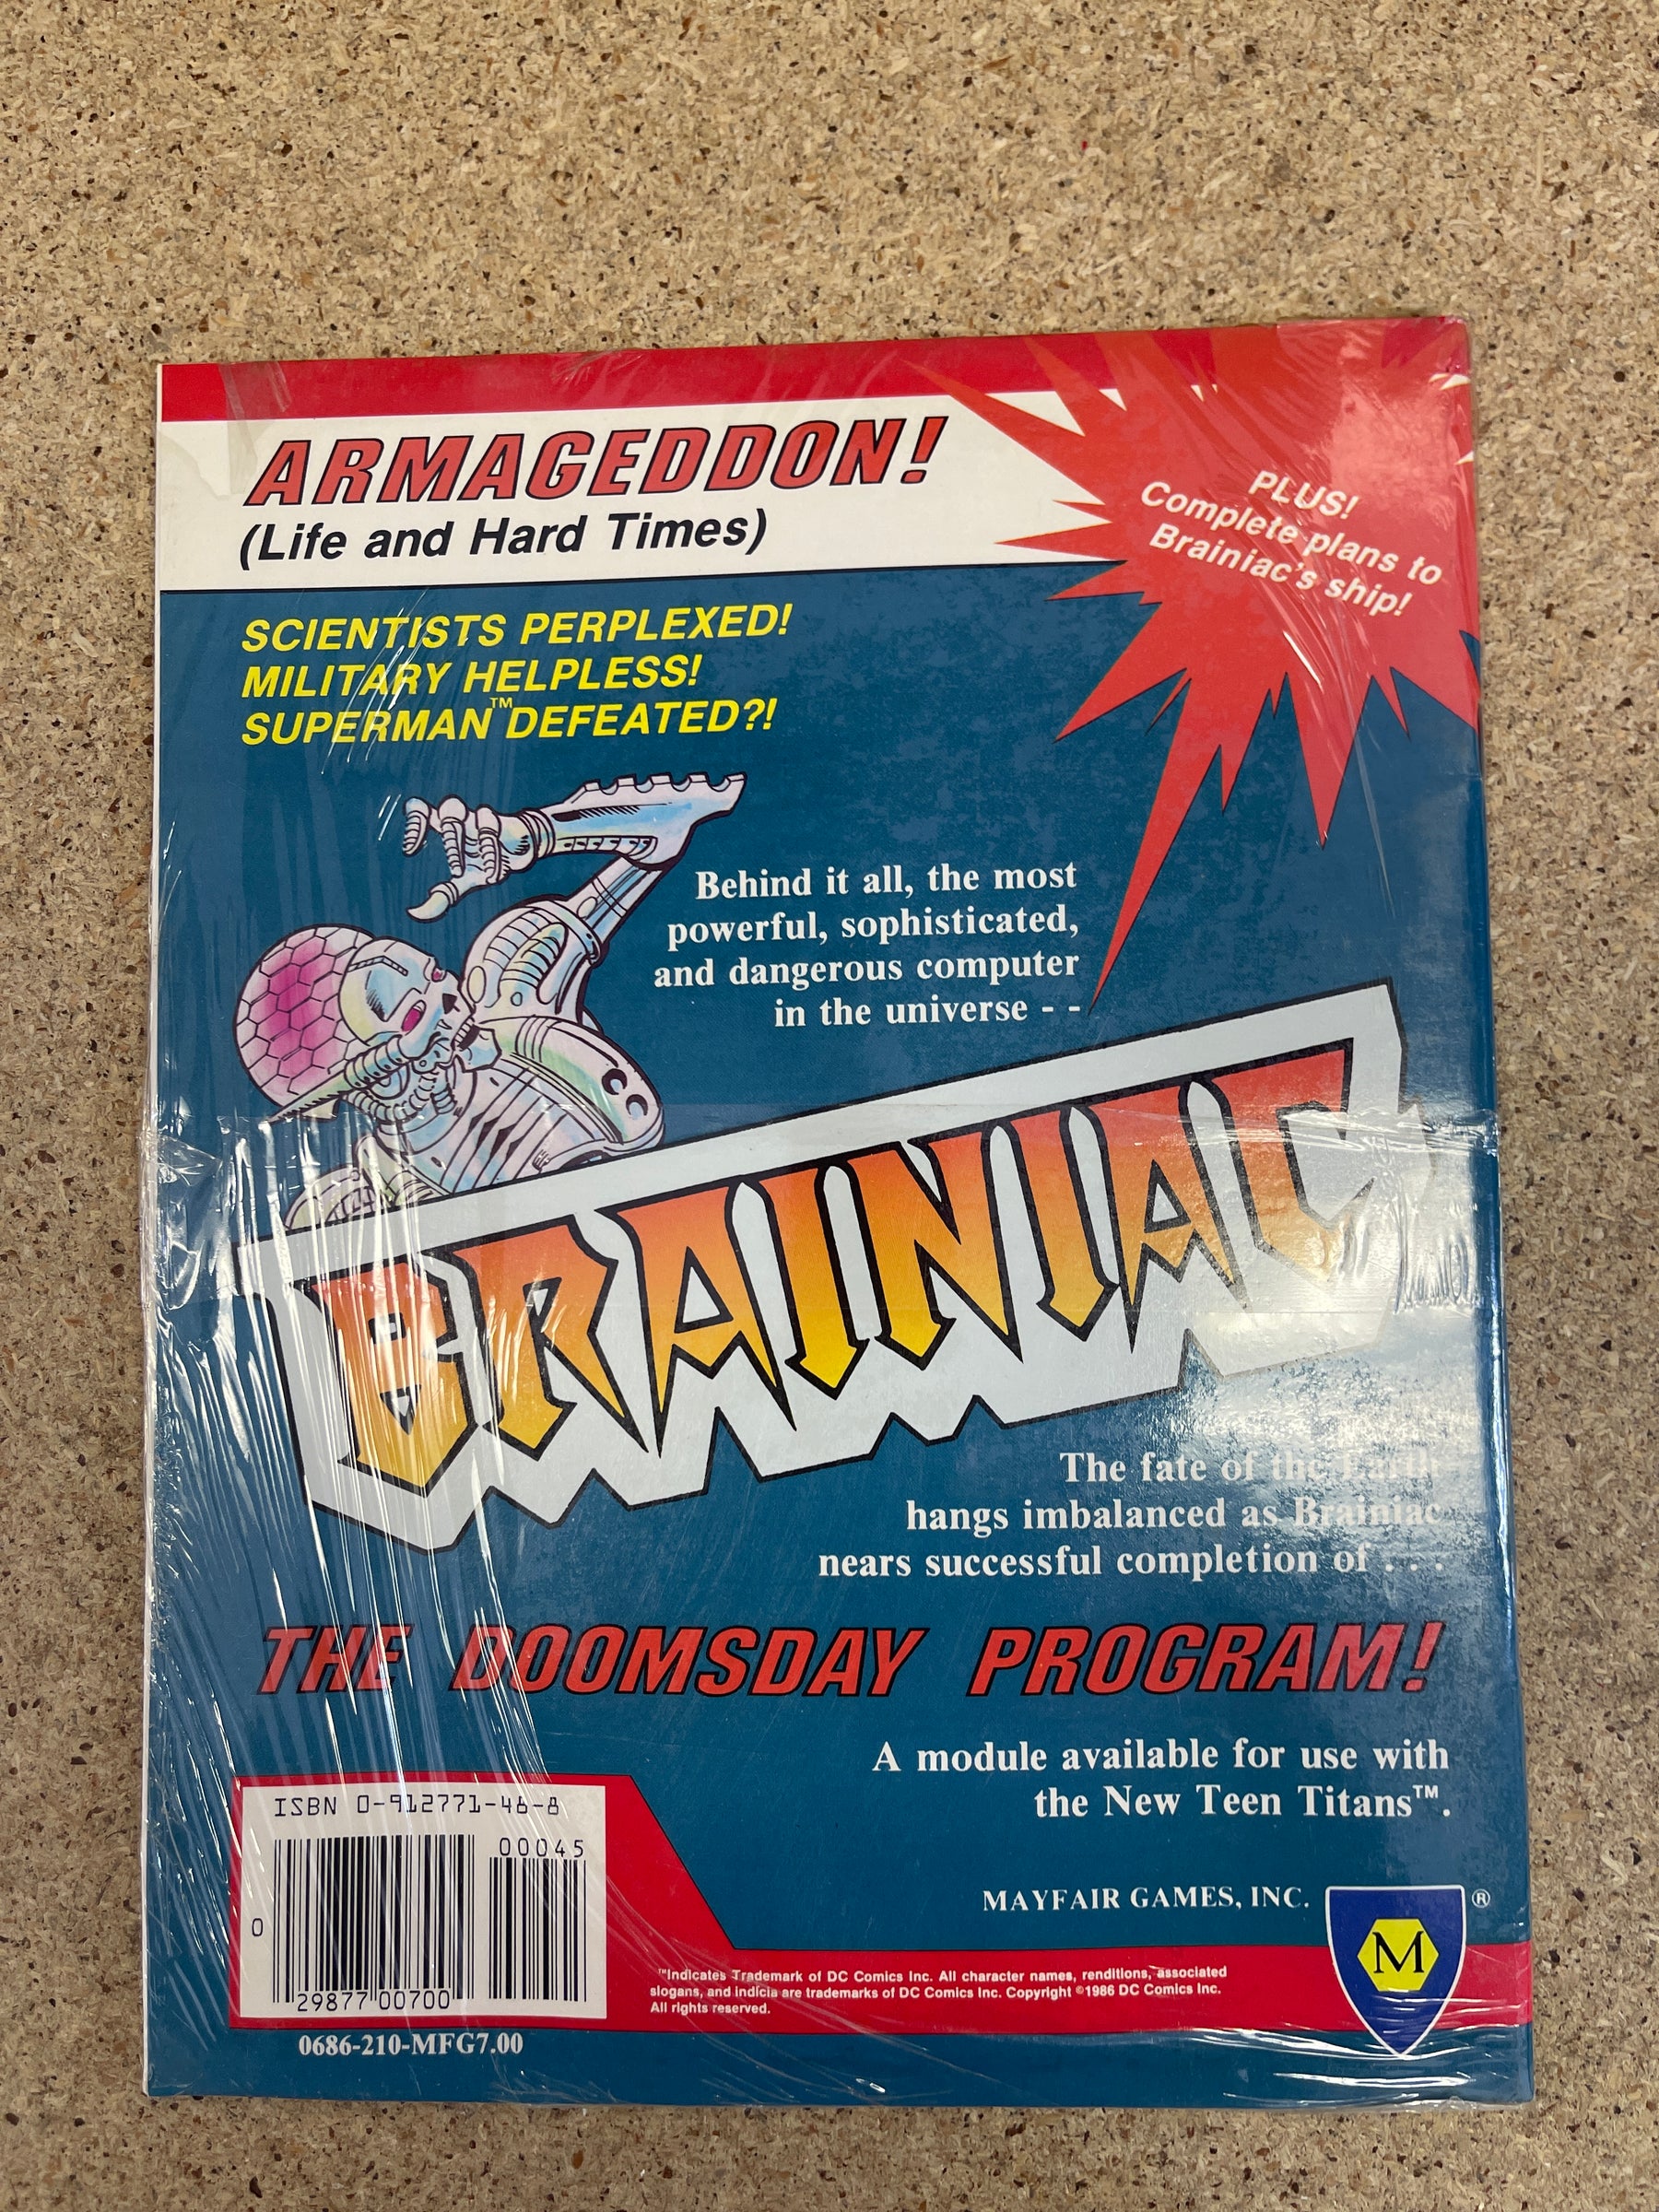 ARMAGEDDON!
(Life and Hard Times)
PLUS!
Complete plans to
Brainiac's ship!
SCIENTISTS PERPLEXED!
MILITARY HELPLESS!
SUPERMAN™ DEFEATED?!
Behind it all, the most
powerful, sophisticated,
and dangerous computer
in the universe - -
BRAINIAC
The fate of the Earth
hangs imbalanced as Brainiac
nears successful completion of . . .
THE DOOMSDAY PROGRAM!
A module available for use with
the New Teen Titans™.
ISBN 0-912771-46-8
00045
0
29877 00700
0686-210-MFG7.00
MAYFAIR GAMES, INC.
M
®
™Indicates Trademark of DC Comics Inc. All character names, renditions, associated
slogans, and indicia are trademarks of DC Comics Inc. Copyright ©1986 DC Comics Inc.
All rights reserved.